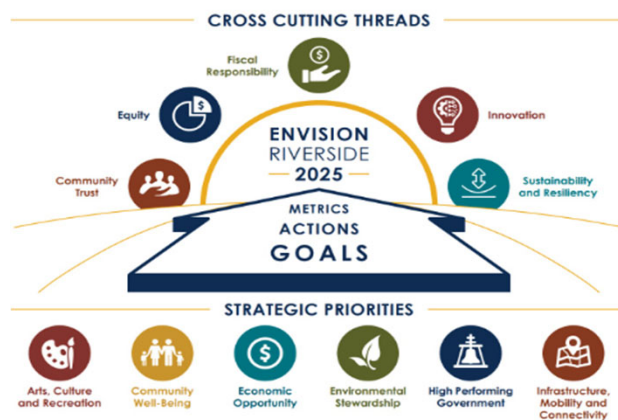 CROSS CUTTING THREADS
Fiscal
Responsibility
$
Equity
$
Innovation
ENVISION
RIVERSIDE
2025
Community
Trust
Sustainability
and Resiliency
METRICS
ACTIONS
GOALS
STRATEGIC PRIORITIES
$
Arts, Culture
and Recreation
Community
Well-Being
Economic
Opportunity
Environmental
Stewardship
High Performing
Government
Infrastructure,
Mobility and
Connectivity